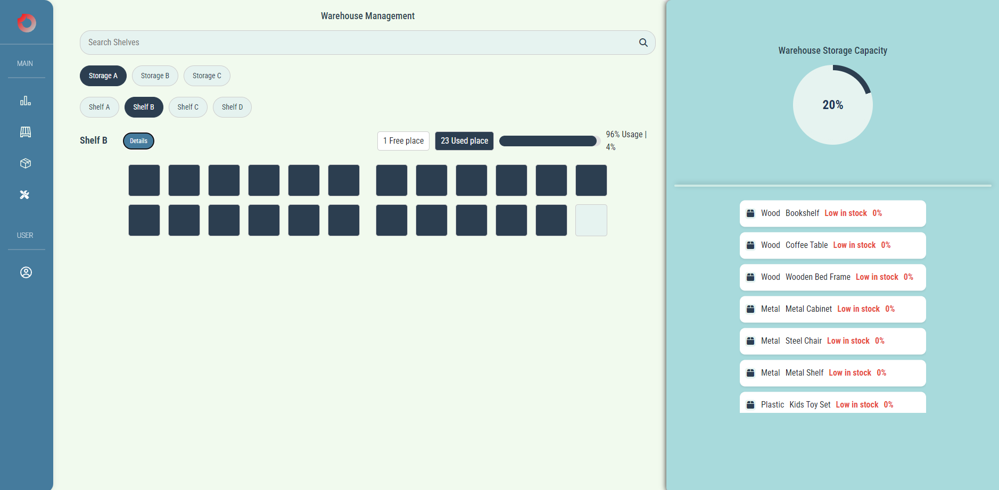 Warehouse Management
Search Shelves
MAIN
Storage A Storage B Storage C
Shelf A Shelf B Shelf C Shelf D
Shelf B Details 1 Free place 23 Used place 96% Usage |
4%
USER
Warehouse Storage Capacity
20%
Wood Bookshelf Low in stock 0%
Wood Coffee Table Low in stock 0%
Wood Wooden Bed Frame Low in stock 0%
Metal Metal Cabinet Low in stock 0%
Metal Steel Chair Low in stock 0%
Metal Metal Shelf Low in stock 0%
Plastic Kids Toy Set Low in stock 0%